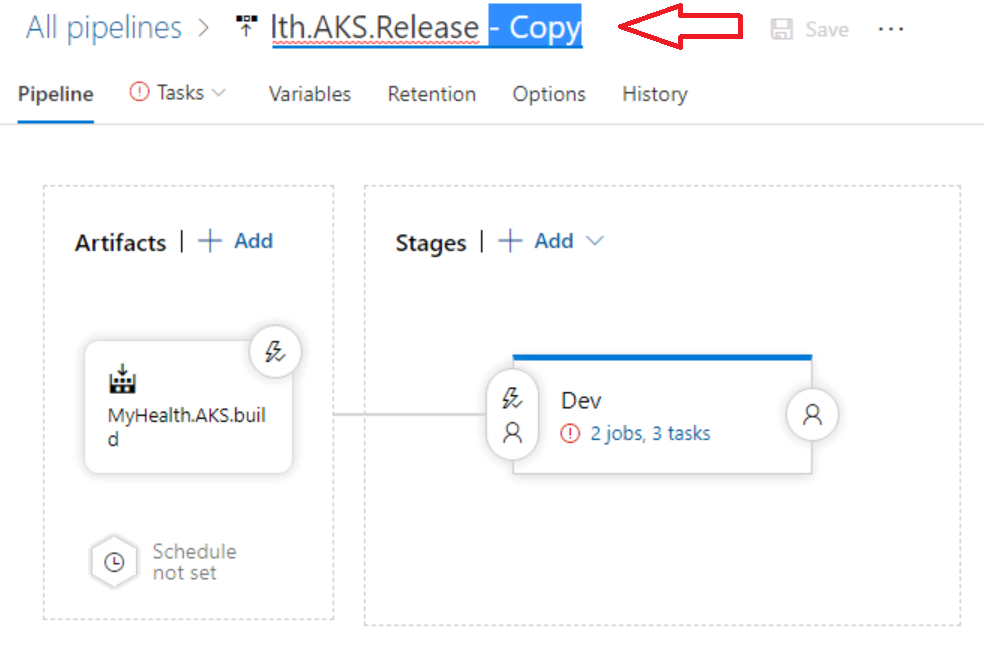 All pipelines > lth.AKS.Release - Copy Save ...
Pipeline Tasks Variables Retention Options History
Artifacts | + Add
Stages | + Add
MyHealth.AKS.buil
d
Dev
2 jobs, 3 tasks
Schedule
not set